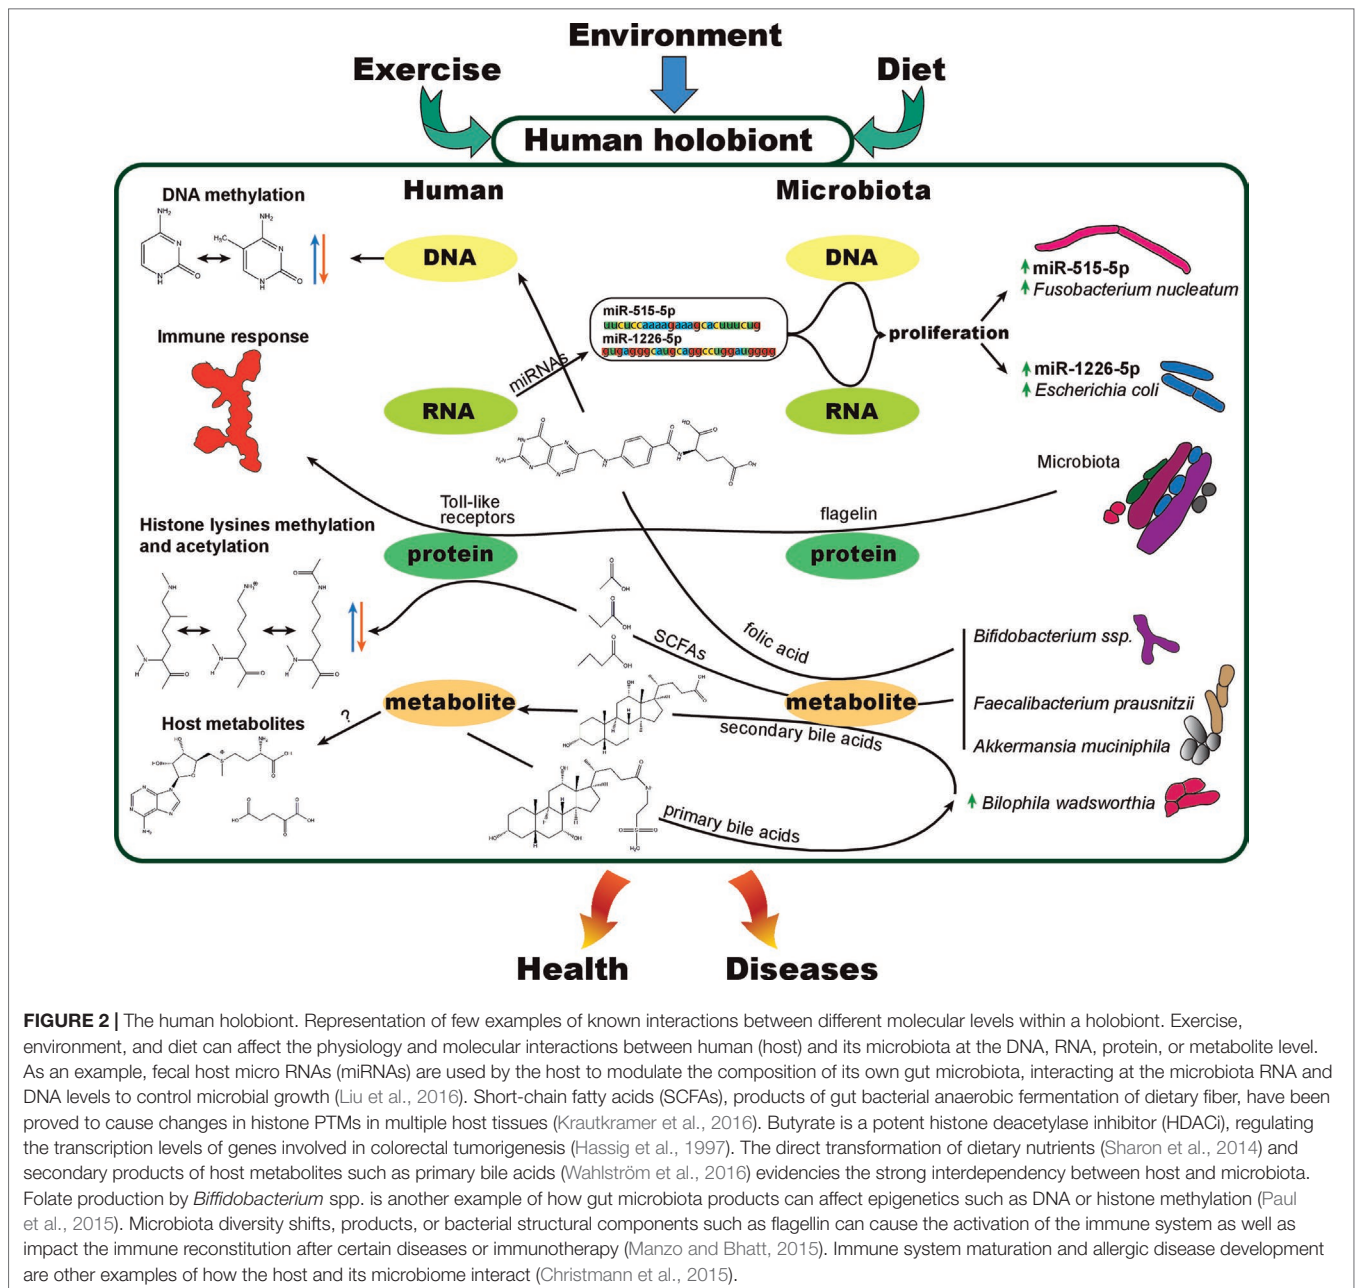 Environment
Exercise
Diet
Human holobiont
Human
Microbiota
DNA methylation
NH₂
N
N
H
O
NH₂
H₃C
N
N
H
O
DNA
DNA
miR-515-5p
uucuccaaaagaaagcacuuucug
miR-1226-5p
gugagggcaugcaggccuggauggggg
miRNAs
proliferation
miR-515-5p
Fusobacterium nucleatum
miR-1226-5p
Escherichia coli
Immune response
RNA
RNA
Microbiota
Toll-like
receptors
flagelin
protein
protein
Histone lysines methylation
and acetylation
SCFAs
folic acid
Bifidobacterium ssp.
Faecalibacterium prausnitzii
Akkermansia muciniphila
Bilophila wadsworthia
metabolite
metabolite
secondary bile acids
primary bile acids
Host metabolites
?
Health
Diseases
FIGURE 2 | The human holobiont. Representation of few examples of known interactions between different molecular levels within a holobiont. Exercise,
environment, and diet can affect the physiology and molecular interactions between human (host) and its microbiota at the DNA, RNA, protein, or metabolite level.
As an example, fecal host micro RNAs (miRNAs) are used by the host to modulate the composition of its own gut microbiota, interacting at the microbiota RNA and
DNA levels to control microbial growth (Liu et al., 2016). Short-chain fatty acids (SCFAs), products of gut bacterial anaerobic fermentation of dietary fiber, have been
proved to cause changes in histone PTMs in multiple host tissues (Krautkramer et al., 2016). Butyrate is a potent histone deacetylase inhibitor (HDACi), regulating
the transcription levels of genes involved in colorectal tumorigenesis (Hassig et al., 1997). The direct transformation of dietary nutrients (Sharon et al., 2014) and
secondary products of host metabolites such as primary bile acids (Wahlström et al., 2016) evidencies the strong interdependency between host and microbiota.
Folate production by Biffidobacterium spp. is another example of how gut microbiota products can affect epigenetics such as DNA or histone methylation (Paul
et al., 2015). Microbiota diversity shifts, products, or bacterial structural components such as flagellin can cause the activation of the immune system as well as
impact the immune reconstitution after certain diseases or immunotherapy (Manzo and Bhatt, 2015). Immune system maturation and allergic disease development
are other examples of how the host and its microbiome interact (Christmann et al., 2015).